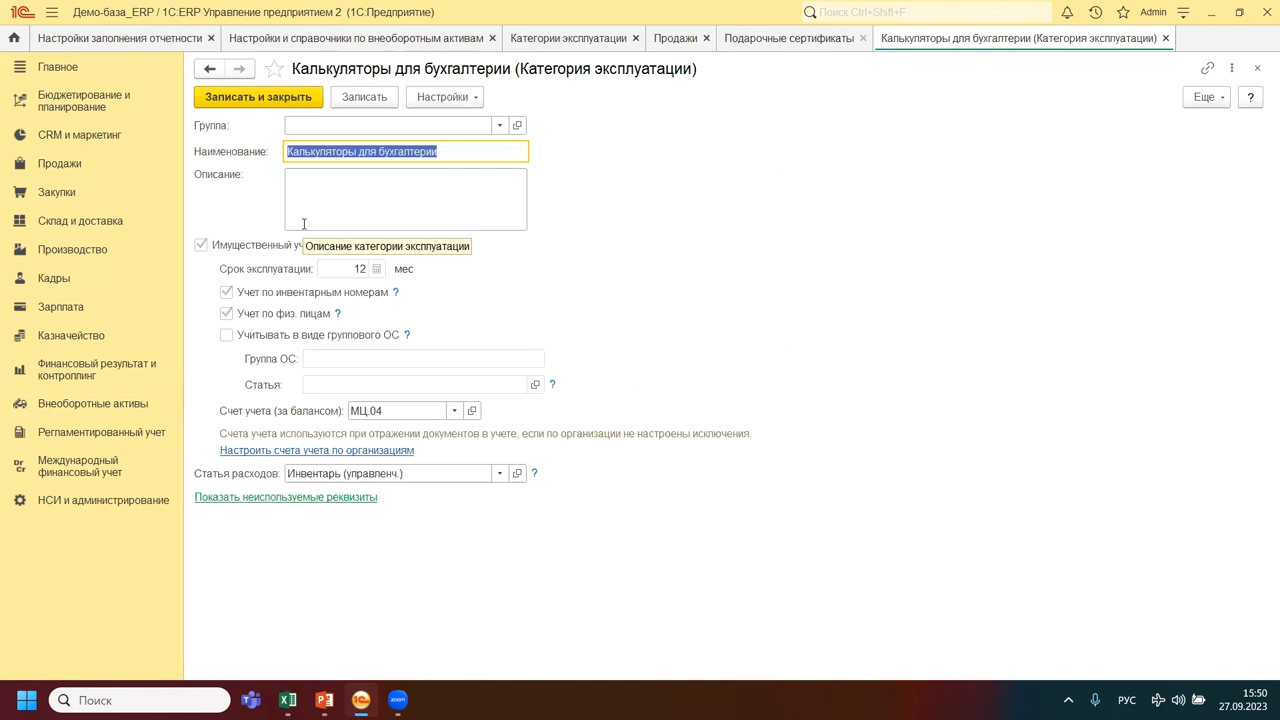 Демо-база_ERP / 1С:ERP Управление предприятием 2 (1С:Предприятие)
Поиск Ctrl+Shift+F
Admin
Настройки заполнения отчетности
Настройки и справочники по внеоборотным активам
Категории эксплуатации
Продажи
Подарочные сертификаты
Калькуляторы для бухгалтерии (Категория эксплуатации)
Главное
Бюджетирование и
планирование
CRM и маркетинг
Продажи
Закупки
Склад и доставка
Производство
Кадры
Зарплата
Казначейство
Финансовый результат и
контроллинг
Внеоборотные активы
Регламентированный учет
Международный
финансовый учет
НСИ и администрирование
Калькуляторы для бухгалтерии (Категория эксплуатации)
Записать и закрыть
Записать
Настройки
Еще
?
Группа:
Наименование: Калькуляторы для бухгалтерии
Описание:
Имущественный уч
Описание категории эксплуатации
Срок эксплуатации: 12 мес
Учет по инвентарным номерам ?
Учет по физ. лицам ?
Учитывать в виде группового ОС ?
Группа ОС:
Статья: ?
Счет учета (за балансом): МЦ.04
Счета учета используются при отражении документов в учете, если по организации не настроены исключения.
Настроить счета учета по организациям
Статья расходов: Инвентарь (управленч.) ?
Показать неиспользуемые реквизиты
Поиск
zoom
РУС
15:50
27.09.2023